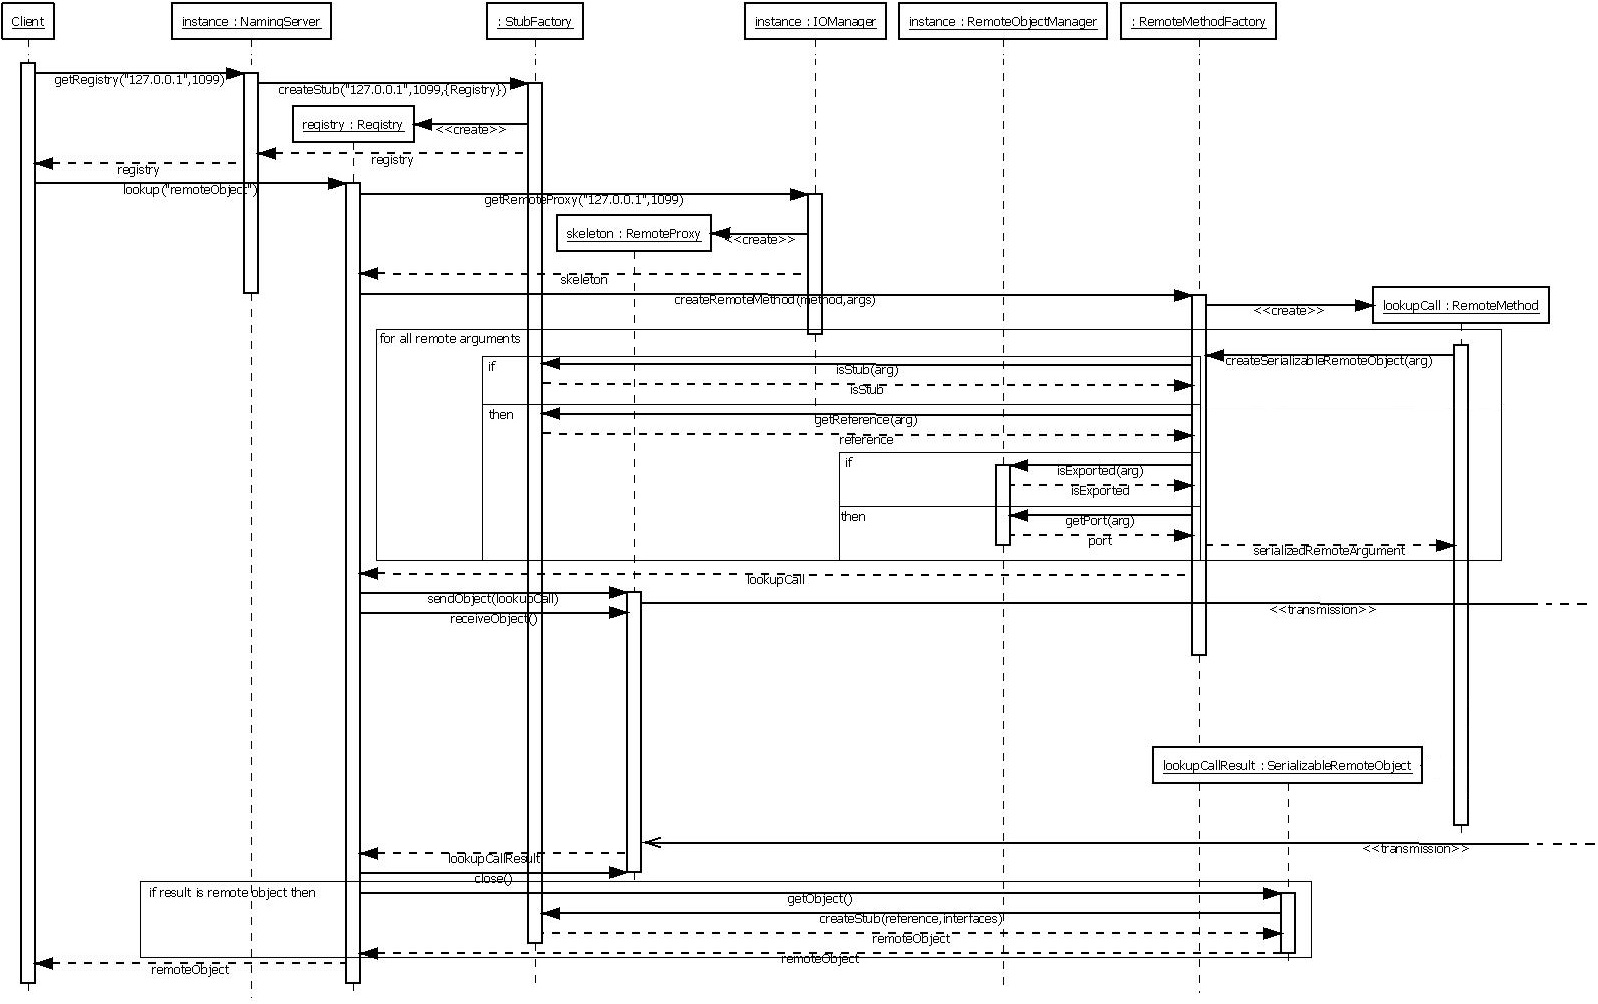 Client
instance : NamingServer
: StubFactory
instance : IOManager
instance : RemoteObjectManager
: RemoteMethodFactory
getRegistry("127.0.0.1",1099)
createStub("127.0.0.1",1099,{Registry})
registry : Registry
<<create>>
registry
registry
lookup("remoteObject")
getRemoteProxy("127.0.0.1",1099)
skeleton : RemoteProxy
<<create>>
skeleton
createRemoteMethod(method,args)
<<create>>
lookupCall : RemoteMethod
for all remote arguments
createSerializableRemoteObject(arg)
if
isStub(arg)
isStub
then
getReference(arg)
reference
if
isExported(arg)
isExported
then
getPort(arg)
port
serializedRemoteArgument
lookupCall
sendObject(lookupCall)
<<transmission>>
receiveObject()
lookupCallResult : SerializableRemoteObject
<<transmission>>
lookupCallResult
close()
if result is remote object then
getObject()
createStub(reference,interfaces)
remoteObject
remoteObject
remoteObject